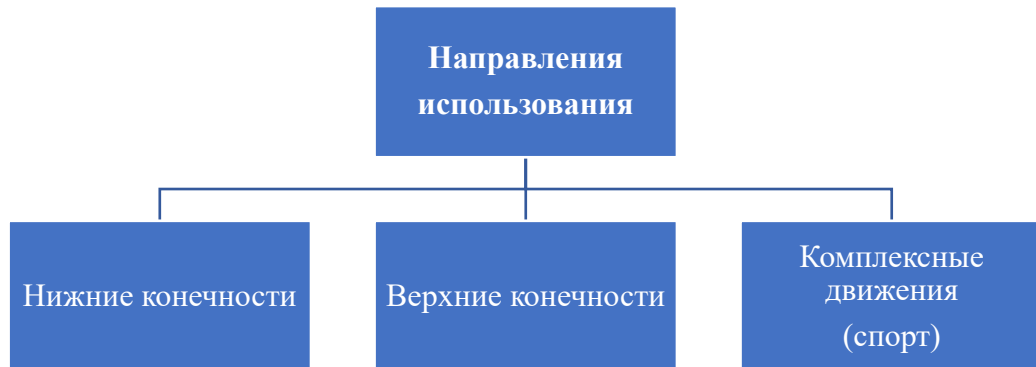 Направления
использования
Нижние конечности
Верхние конечности
Комплексные
движения
(спорт)